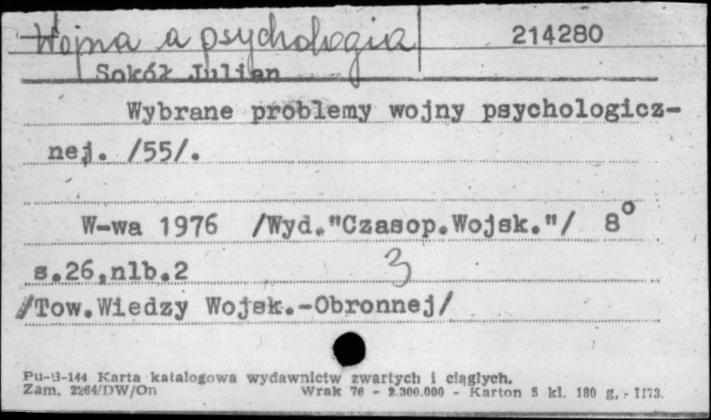 Wojna a psychologia
214280
Sokół Julian
Wybrane problemy wojny psychologicz-
nej. /55/.
W-wa 1976 /Wyd."Czasop.Wojsk."/ 8°
s.26,nlb.2
3
/Tow.Wiedzy Wojsk.-Obronnej/
Pu-B-144 Karta katalogowa wydawnictw zwartych i ciągłych.
Zam. 2264/DW/On Wrak 76 - 2.300.000 - Karton 5 kl. 180 g, - II73.